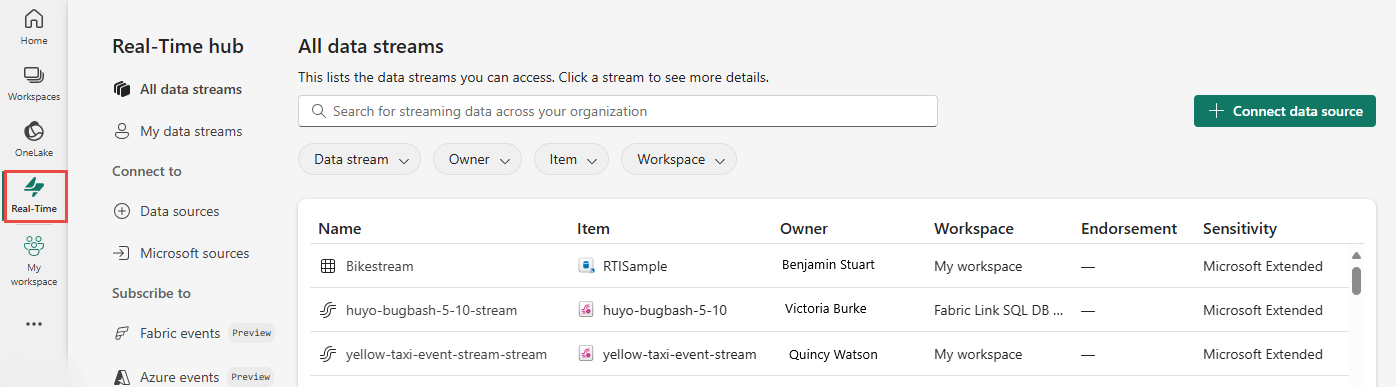 Home
Workspaces
OneLake
Real-Time
My
workspace
Real-Time hub
All data streams
My data streams
Connect to
Data sources
Microsoft sources
Subscribe to
Fabric events Preview
Azure events Preview
All data streams
This lists the data streams you can access. Click a stream to see more details.
Search for streaming data across your organization
Connect data source
Data stream Owner Item Workspace
Name Item Owner Workspace Endorsement Sensitivity
Bikestream RTISample Benjamin Stuart My workspace — Microsoft Extended
huyo-bugbash-5-10-stream huyo-bugbash-5-10 Victoria Burke Fabric Link SQL DB ... — Microsoft Extended
yellow-taxi-event-stream-stream yellow-taxi-event-stream Quincy Watson My workspace — Microsoft Extended